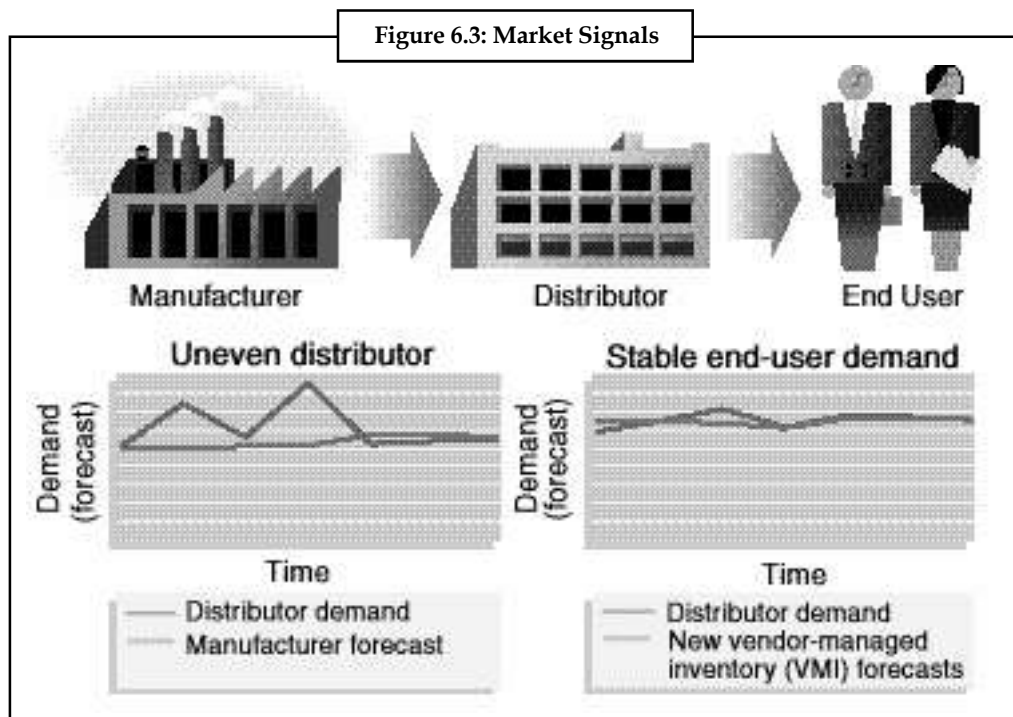 Figure 6.3: Market Signals
Manufacturer
Distributor
End User
Uneven distributor
Demand
(forecast)
Time
Distributor demand
Manufacturer forecast
Stable end-user demand
Demand
(forecast)
Time
Distributor demand
New vendor-managed
inventory (VMI) forecasts